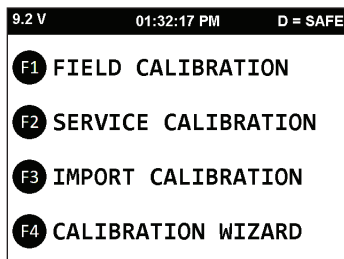 9.2 V 01:32:17 PM D = SAFE
F1 FIELD CALIBRATION
F2 SERVICE CALIBRATION
F3 IMPORT CALIBRATION
F4 CALIBRATION WIZARD